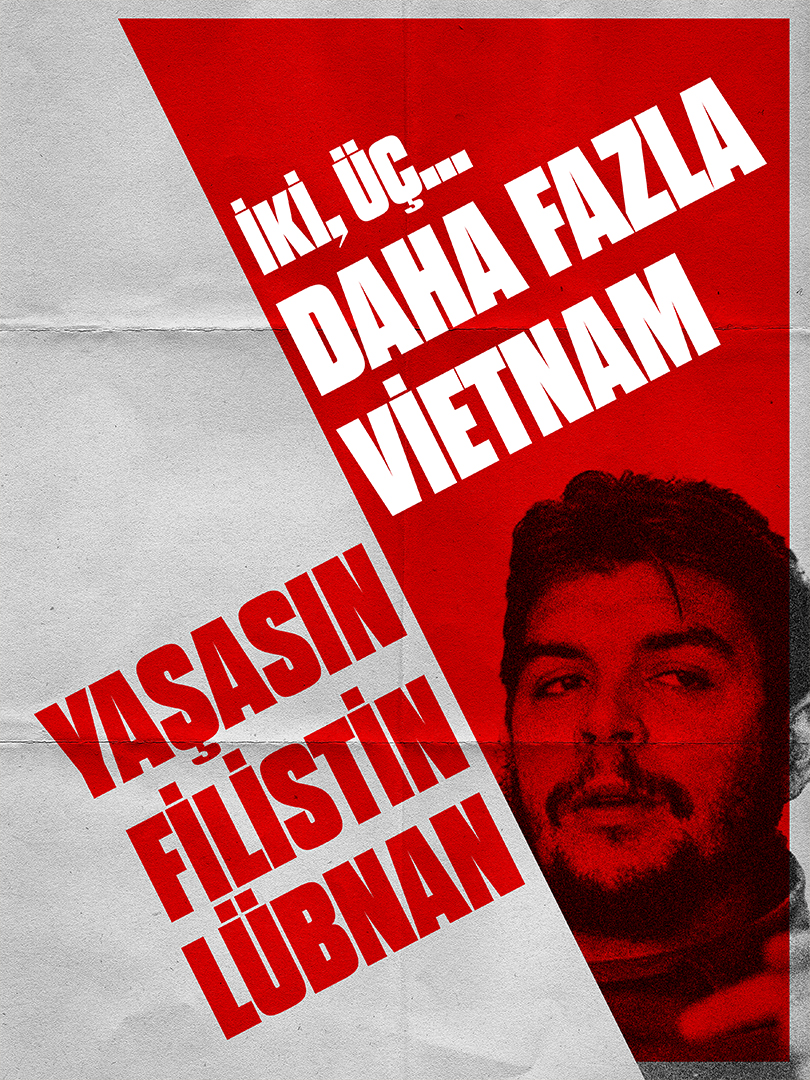 İKİ, ÜÇ...
DAHA FAZLA
VİETNAM
YAŞASIN
FİLİSTİN
LÜBNAN